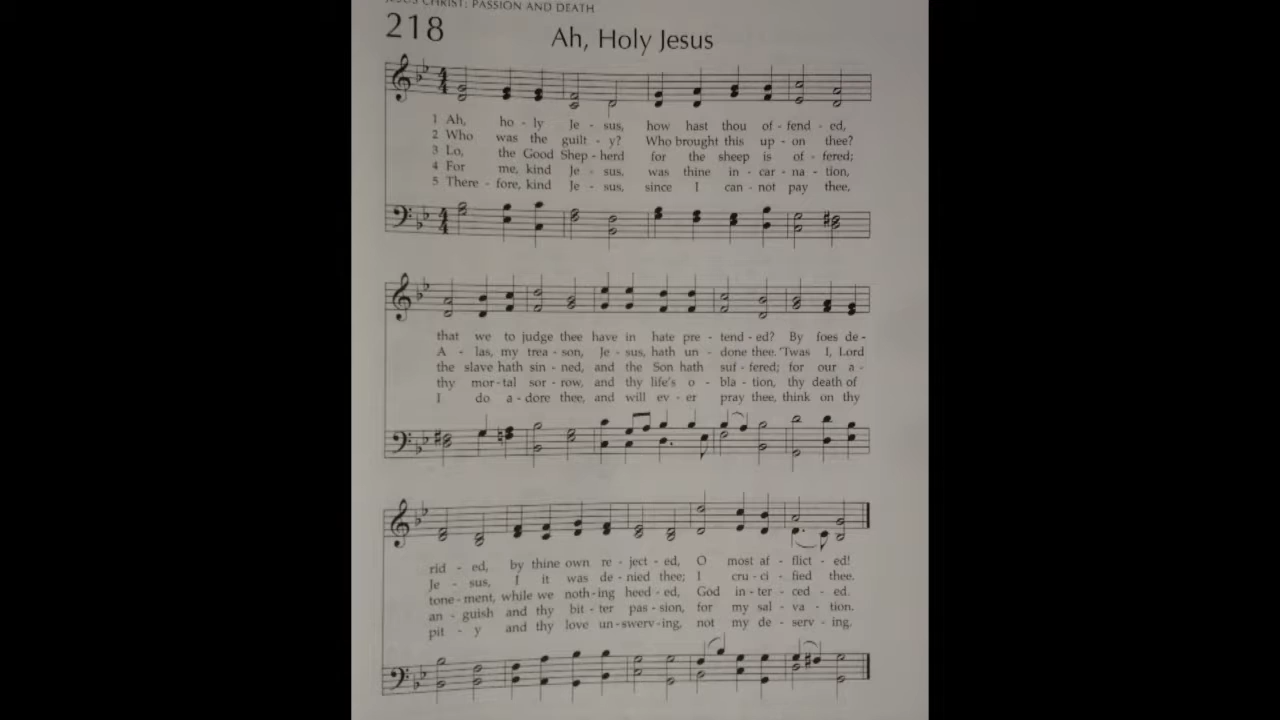 JESUS CHRIST: PASSION AND DEATH
218
Ah, Holy Jesus
1 Ah, ho - ly Je - sus, how hast thou of - fend - ed,
2 Who was the guilt - y? Who brought this up - on thee?
3 Lo, the Good Shep - herd for the sheep is of - fered;
4 For me, kind Je - sus, was thine in - car - na - tion,
5 There - fore, kind Je - sus, since I can - not pay thee,
that we to judge thee have in hate pre - tend - ed? By foes de -
A - las, my trea - son, Je - sus, hath un - done thee. 'Twas I, Lord
the slave hath sin - ned, and the Son hath suf - fered; for our a -
thy mor - tal sor - row, and thy life's o - bla - tion, thy death of
I do a - dore thee, and will ev - er pray thee, think on thy
rid - ed, by thine own re - ject - ed, O most af - flict - ed!
Je - sus, I it was de - nied thee; I cru - ci - fied thee.
tone - ment, while we noth - ing heed - ed, God in - ter - ced - ed.
an - guish and thy bit - ter pas - sion, for my sal - va - tion.
pit - y and thy love un - swerv - ing, not my de - serv - ing.